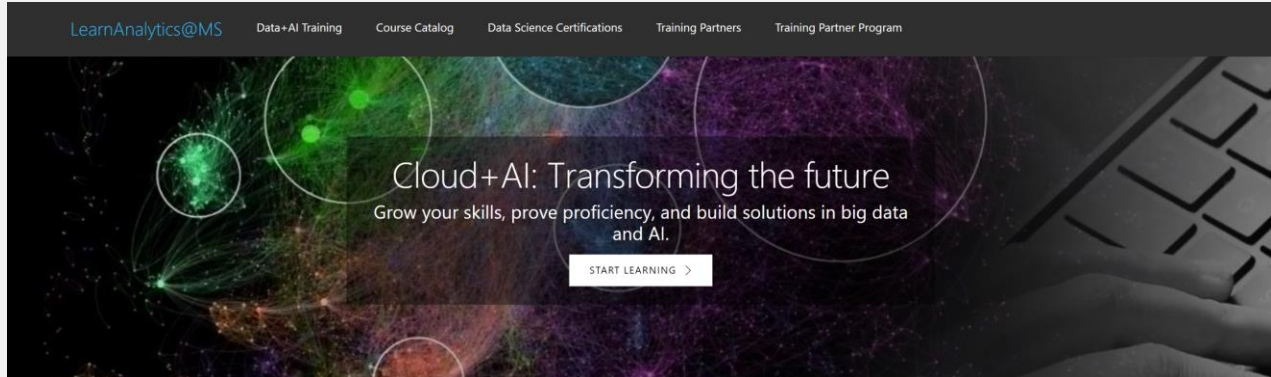 LearnAnalytics@MS Data+AI Training Course Catalog Data Science Certifications Training Partners Training Partner Program
Cloud+AI: Transforming the future
Grow your skills, prove proficiency, and build solutions in big data
and AI.
START LEARNING >